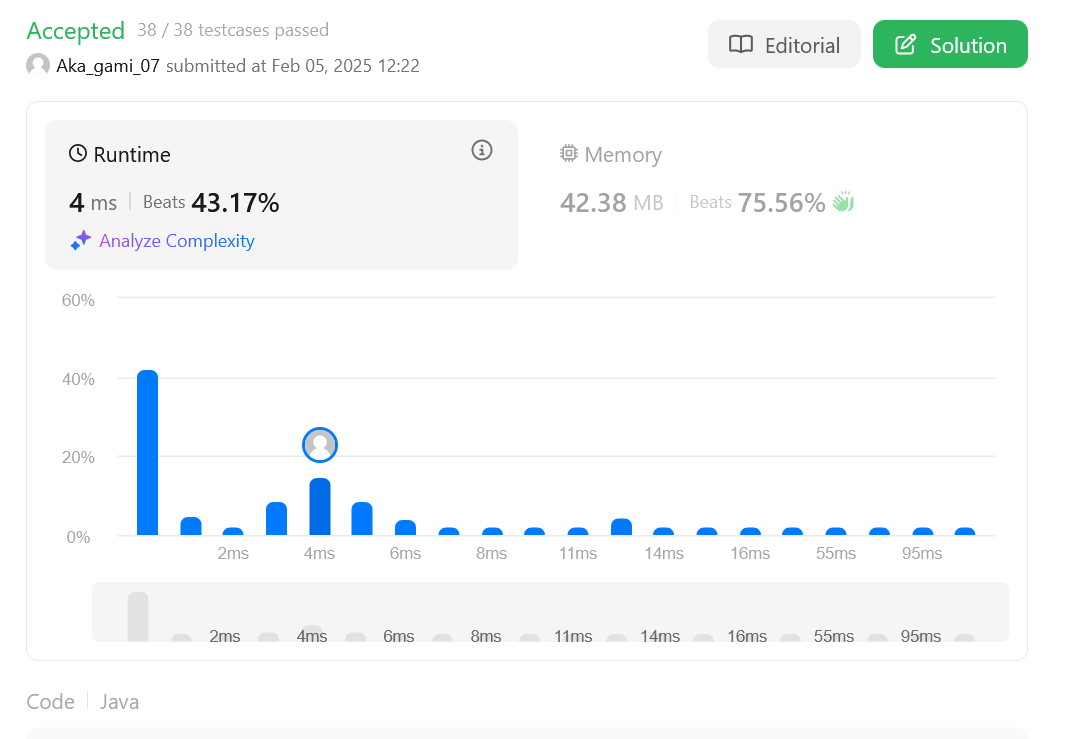 Accepted 38 / 38 testcases passed
Editorial
Solution
Aka_gami_07 submitted at Feb 05, 2025 12:22
Runtime
4 ms Beats 43.17%
Analyze Complexity
Memory
42.38 MB Beats 75.56%
60%
40%
20%
0%
2ms 4ms 6ms 8ms 11ms 14ms 16ms 55ms 95ms
2ms 4ms 6ms 8ms 11ms 14ms 16ms 55ms 95ms
Code Java